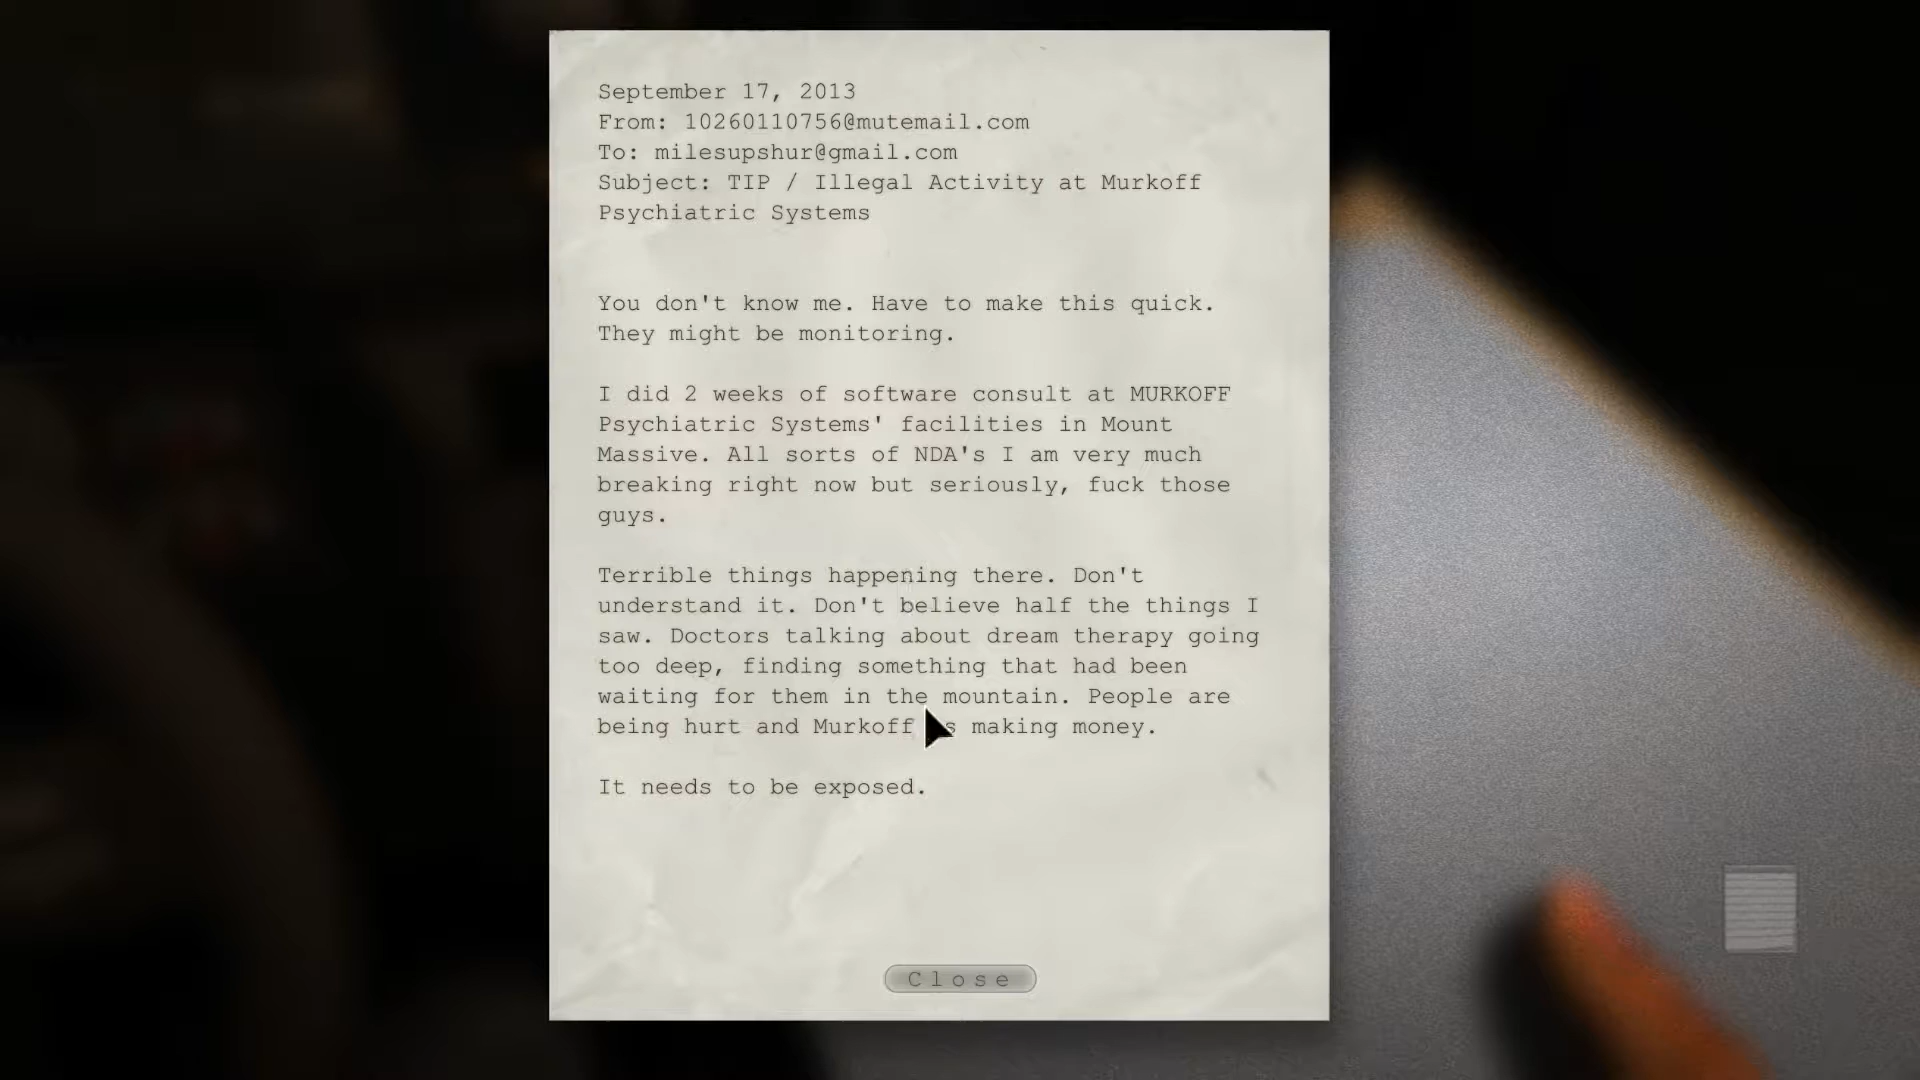 September 17, 2013
From: 10260110756@mutemail.com
To: milesupshur@gmail.com
Subject: TIP / Illegal Activity at Murkoff
Psychiatric Systems
You don't know me. Have to make this quick.
They might be monitoring.
I did 2 weeks of software consult at MURKOFF
Psychiatric Systems' facilities in Mount
Massive. All sorts of NDA's I am very much
breaking right now but seriously, fuck those
guys.
Terrible things happening there. Don't
understand it. Don't believe half the things I
saw. Doctors talking about dream therapy going
too deep, finding something that had been
waiting for them in the mountain. People are
being hurt and Murkoff is making money.
It needs to be exposed.
Close